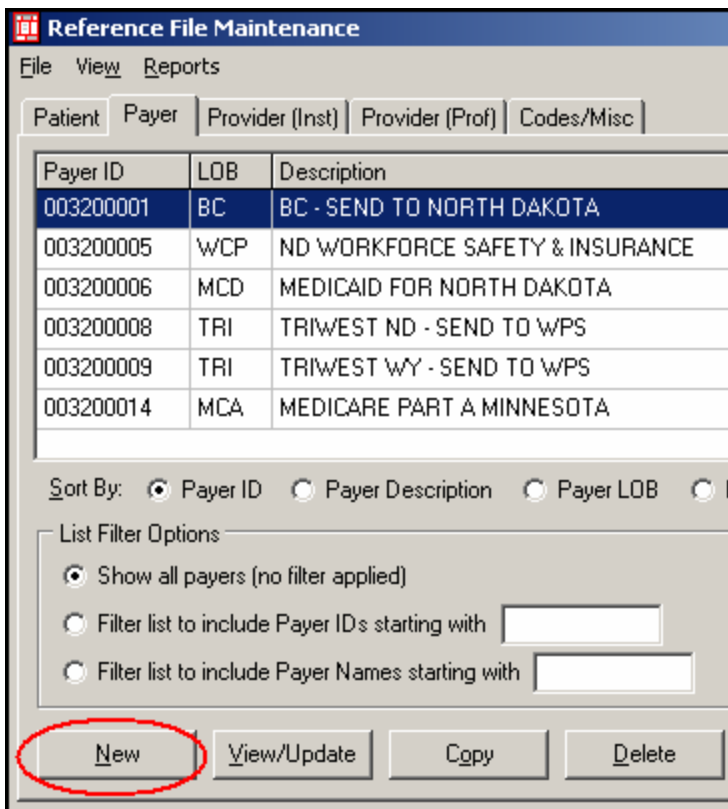 Reference File Maintenance
File View Reports
Patient Payer Provider (Inst) Provider (Prof) Codes/Misc
Payer ID LOB Description
003200001 BC BC - SEND TO NORTH DAKOTA
003200005 WCP ND WORKFORCE SAFETY & INSURANCE
003200006 MCD MEDICAID FOR NORTH DAKOTA
003200008 TRI TRIWEST ND - SEND TO WPS
003200009 TRI TRIWEST WY - SEND TO WPS
003200014 MCA MEDICARE PART A MINNESOTA
Sort By: Payer ID Payer Description Payer LOB
List Filter Options
Show all payers (no filter applied)
Filter list to include Payer IDs starting with
Filter list to include Payer Names starting with
New View/Update Copy Delete